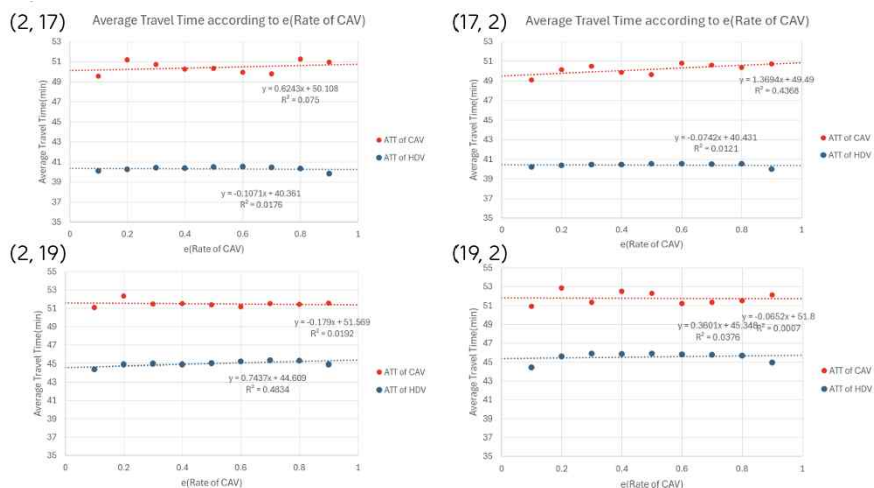 (2, 17)
Average Travel Time according to e(Rate of CAV)
Average Travel Time(min)
53
51
49
47
45
43
41
39
37
35
y = 0.6243x + 50.108
R² = 0.075
y = -0.1071x + 40.361
R² = 0.0176
0 0.2 0.4 0.6 0.8 1
e(Rate of CAV)
ATT of CAV
ATT of HDV
(17, 2)
Average Travel Time according to e(Rate of CAV)
Average Travel Time(min)
53
51
49
47
45
43
41
39
37
35
y = 1.3694x + 49.49
R² = 0.4368
y = -0.0742x + 40.431
R² = 0.0121
0 0.2 0.4 0.6 0.8 1
e(Rate of CAV)
ATT of CAV
ATT of HDV
(2, 19)
Average Travel Time(min)
55
53
51
49
47
45
43
41
39
37
35
y = -0.179x + 51.569
R² = 0.0192
y = 0.7437x + 44.609
R² = 0.4834
0 0.2 0.4 0.6 0.8 1
e(Rate of CAV)
ATT of CAV
ATT of HDV
(19, 2)
Average Travel Time(min)
55
53
51
49
47
45
43
41
39
37
35
y = -0.0652x + 51.8
R² = 0.0007
y = 0.3601x + 45.348
R² = 0.0376
0 0.2 0.4 0.6 0.8 1
e(Rate of CAV)
ATT of CAV
ATT of HDV